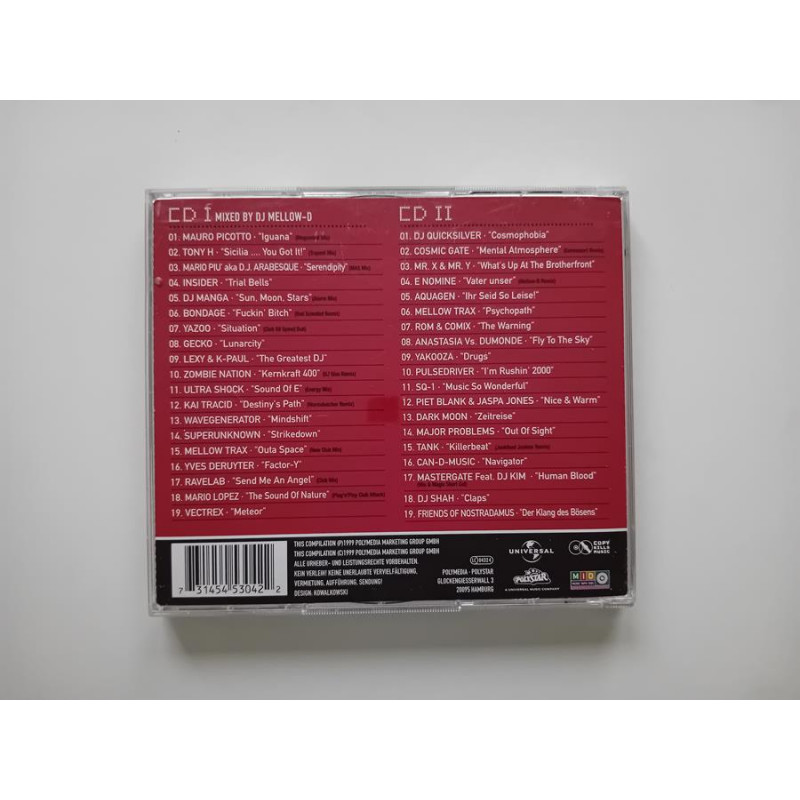 CD I MIXED BY DJ MELLOW-D
01. MAURO PICOTTO · "Iguana"
02. TONY H · "Sicilia .... You Got It!"
03. MARIO PIU' aka D.J. ARABESQUE · "Serendipity"
04. INSIDER · "Trial Bells"
05. DJ MANGA · "Sun, Moon, Stars"
06. BONDAGE · "Fuckin' Bitch"
07. YAZOO · "Situation"
08. GECKO · "Lunarcity"
09. LEXY & K-PAUL · "The Greatest DJ"
10. ZOMBIE NATION · "Kernkraft 400"
11. ULTRA SHOCK · "Sound Of E"
12. KAI TRACID · "Destiny's Path"
13. WAVEGENERATOR · "Mindshift"
14. SUPERUNKNOWN · "Strikedown"
15. MELLOW TRAX · "Outa Space"
16. YVES DERUYTER · "Factor-Y"
17. RAVELAB · "Send Me An Angel"
18. MARIO LOPEZ · "The Sound Of Nature"
19. VECTREX · "Meteor"
CD II
01. DJ QUICKSILVER · "Cosmophobia"
02. COSMIC GATE · "Mental Atmosphere"
03. MR. X & MR. Y · "What's Up At The Brotherfront"
04. E NOMINE · "Vater unser"
05. AQUAGEN · "Ihr Seid So Leise!"
06. MELLOW TRAX · "Psychopath"
07. ROM & COMIX · "The Warning"
08. ANASTASIA Vs. DUMONDE · "Fly To The Sky"
09. YAKOOZA · "Drugs"
10. PULSEDRIVER · "I'm Rushin' 2000"
11. SQ-1 · "Music So Wonderful"
12. PIET BLANK & JASPA JONES · "Nice & Warm"
13. DARK MOON · "Zeitreise"
14. MAJOR PROBLEMS · "Out Of Sight"
15. TANK · "Killerbeat"
16. CAN-D-MUSIC · "Navigator"
17. MASTERGATE Feat. DJ KIM · "Human Blood"
18. DJ SHAH · "Claps"
19. FRIENDS OF NOSTRADAMUS · "Der Klang des Bösens"
7 31454 53042 2
THIS COMPILATION (P)1999 POLYMEDIA MARKETING GROUP GMBH
THIS COMPILATION (C)1999 POLYMEDIA MARKETING GROUP GMBH
ALLE URHEBER- UND LEISTUNGSRECHTE VORBEHALTEN.
KEIN VERLEIH! KEINE UNERLAUBTE VERVIELFÄLTIGUNG,
VERMIETUNG, AUFFÜHRUNG, SENDUNG!
DESIGN: KOWALKOWSKI
POLYMEDIA · POLYSTAR
GLOCKENGIESSERWALL 3
20095 HAMBURG
UNIVERSAL
POLYSTAR
A UNIVERSAL MUSIC COMPANY
COPY
KILLS
MUSIC
MID